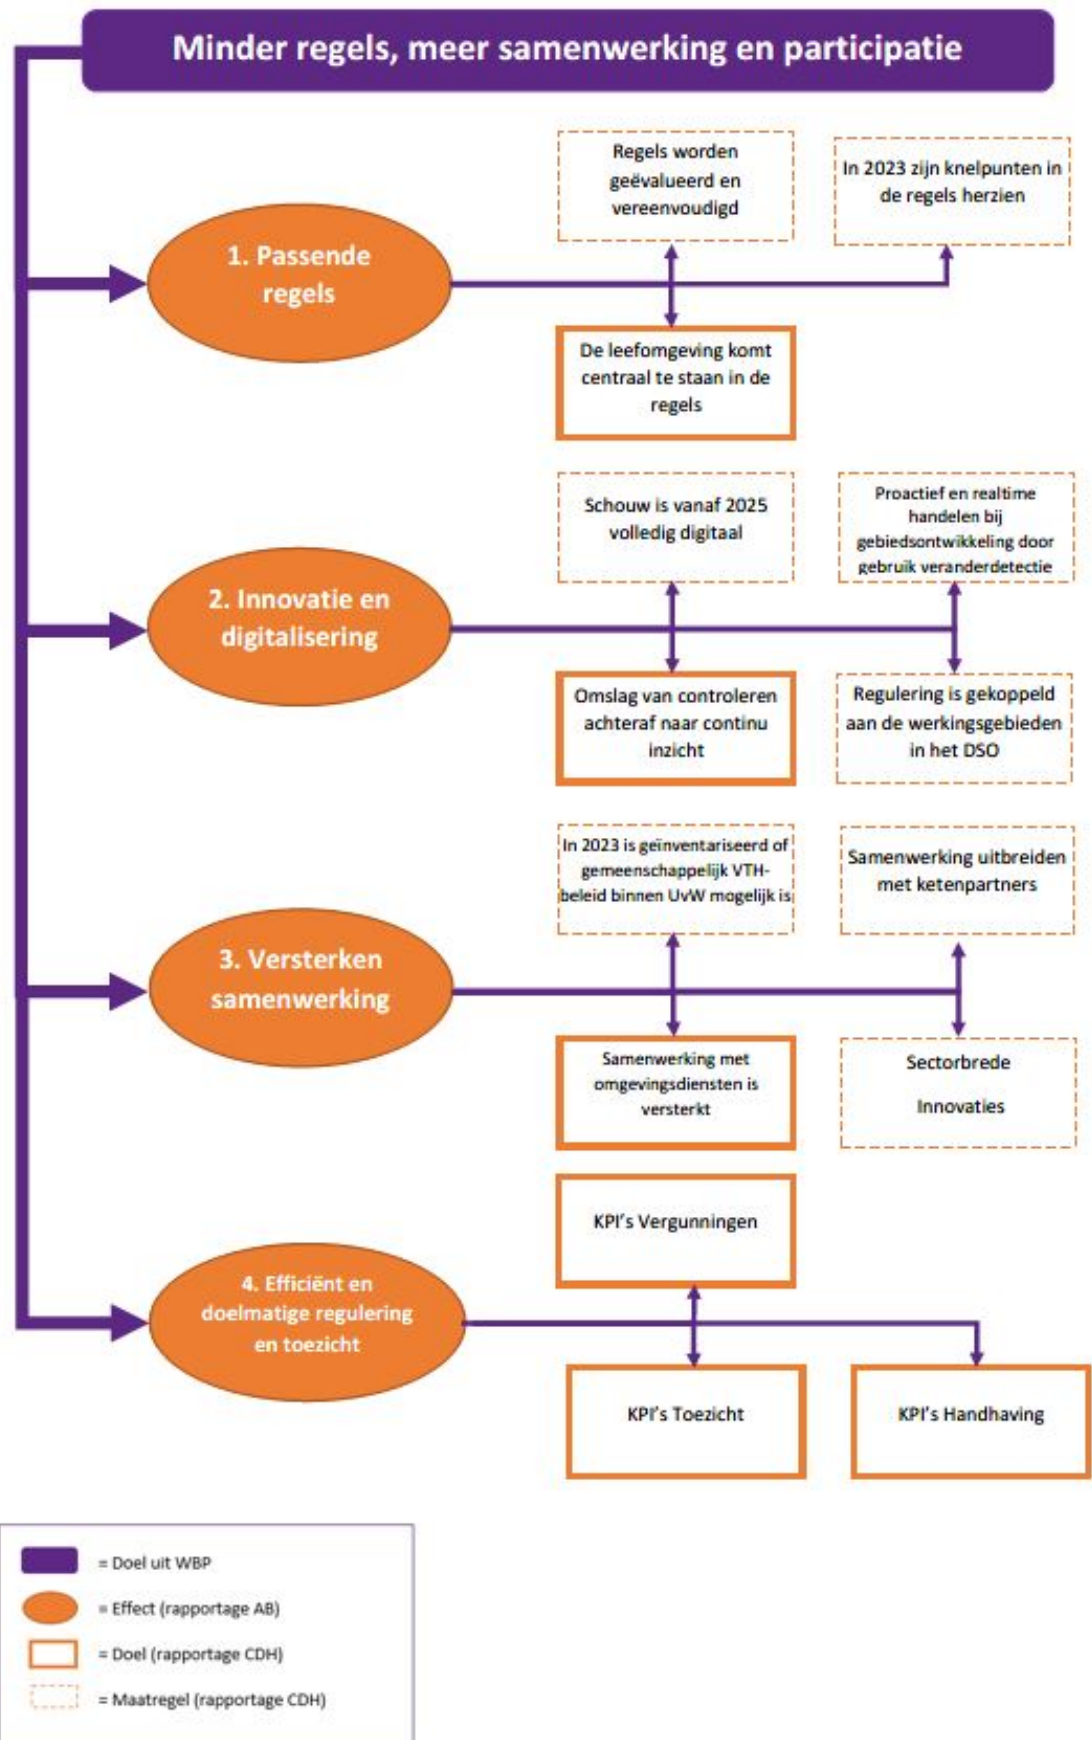 Minder regels, meer samenwerking en participatie
Regels worden
geëvalueerd en
vereenvoudigd
In 2023 zijn knelpunten in
de regels herzien
1. Passende
regels
De leefomgeving komt
centraal te staan in de
regels
Schouw is vanaf 2025
volledig digitaal
Proactief en realtime
handelen bij
gebiedsontwikkeling door
gebruik veranderdetectie
2. Innovatie en
digitalisering
Omslag van controleren
achteraf naar continu
inzicht
Regulering is gekoppeld
aan de werkingsgebieden
in het DSO
In 2023 is geïnventariseerd of
gemeenschappelijk VTH-
beleid binnen UvW mogelijk is
Samenwerking uitbreiden
met ketenpartners
3. Versterken
samenwerking
Samenwerking met
omgevingsdiensten is
versterkt
Sectorbrede
Innovaties
KPI's Vergunningen
4. Efficiënt en
doelmatige regulering
en toezicht
KPI's Toezicht
KPI's Handhaving
= Doel uit WBP
= Effect (rapportage AB)
= Doel (rapportage CDH)
= Maatregel (rapportage CDH)